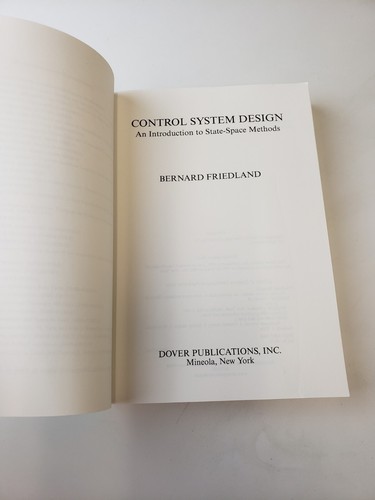 CONTROL SYSTEM DESIGN
An Introduction to State-Space Methods
BERNARD FRIEDLAND
DOVER PUBLICATIONS, INC.
Mineola, New York